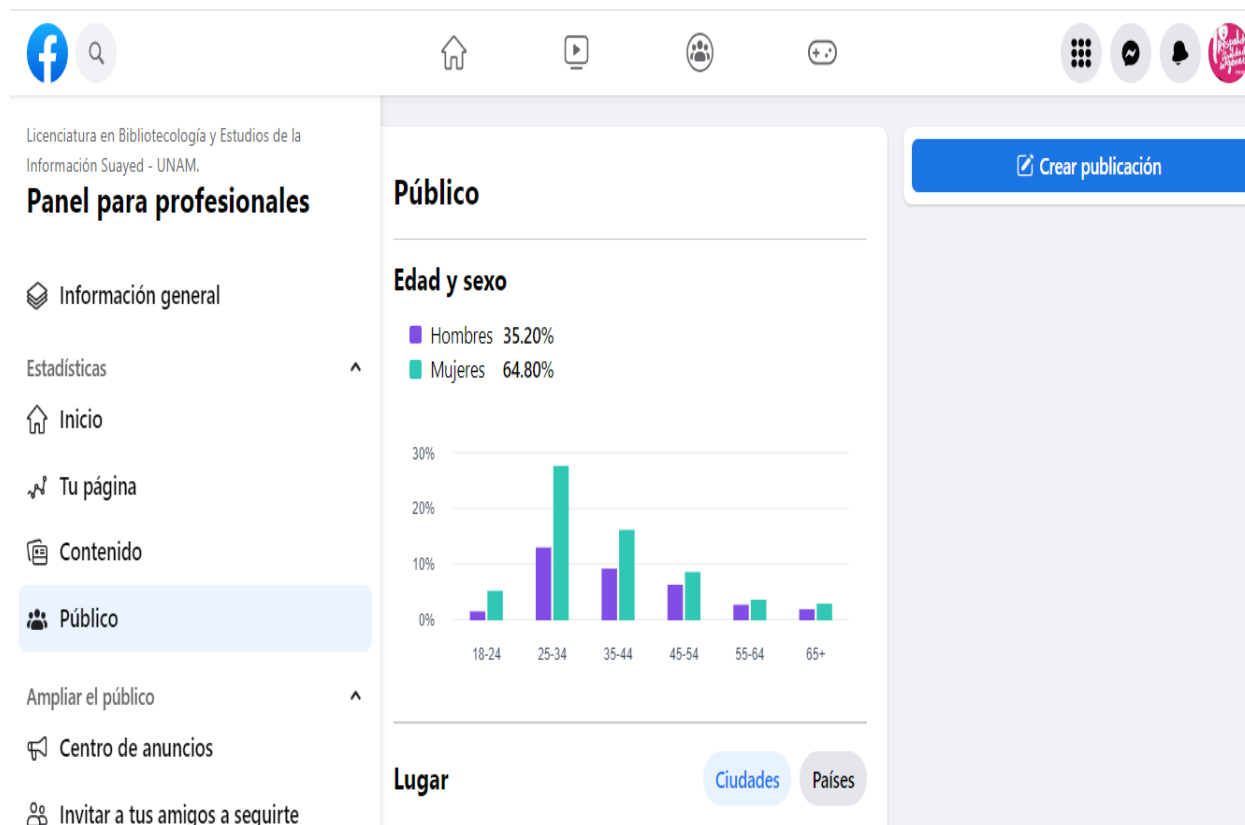 Licenciatura en Bibliotecología y Estudios de la
Información Suayed - UNAM.
Panel para profesionales
Información general
Estadísticas
Inicio
Tu página
Contenido
Público
Ampliar el público
Centro de anuncios
Invitar a tus amigos a seguirte
Público
Edad y sexo
Hombres 35.20%
Mujeres 64.80%
30%
20%
10%
0%
18-24 25-34 35-44 45-54 55-64 65+
Lugar
Ciudades Países
Crear publicación